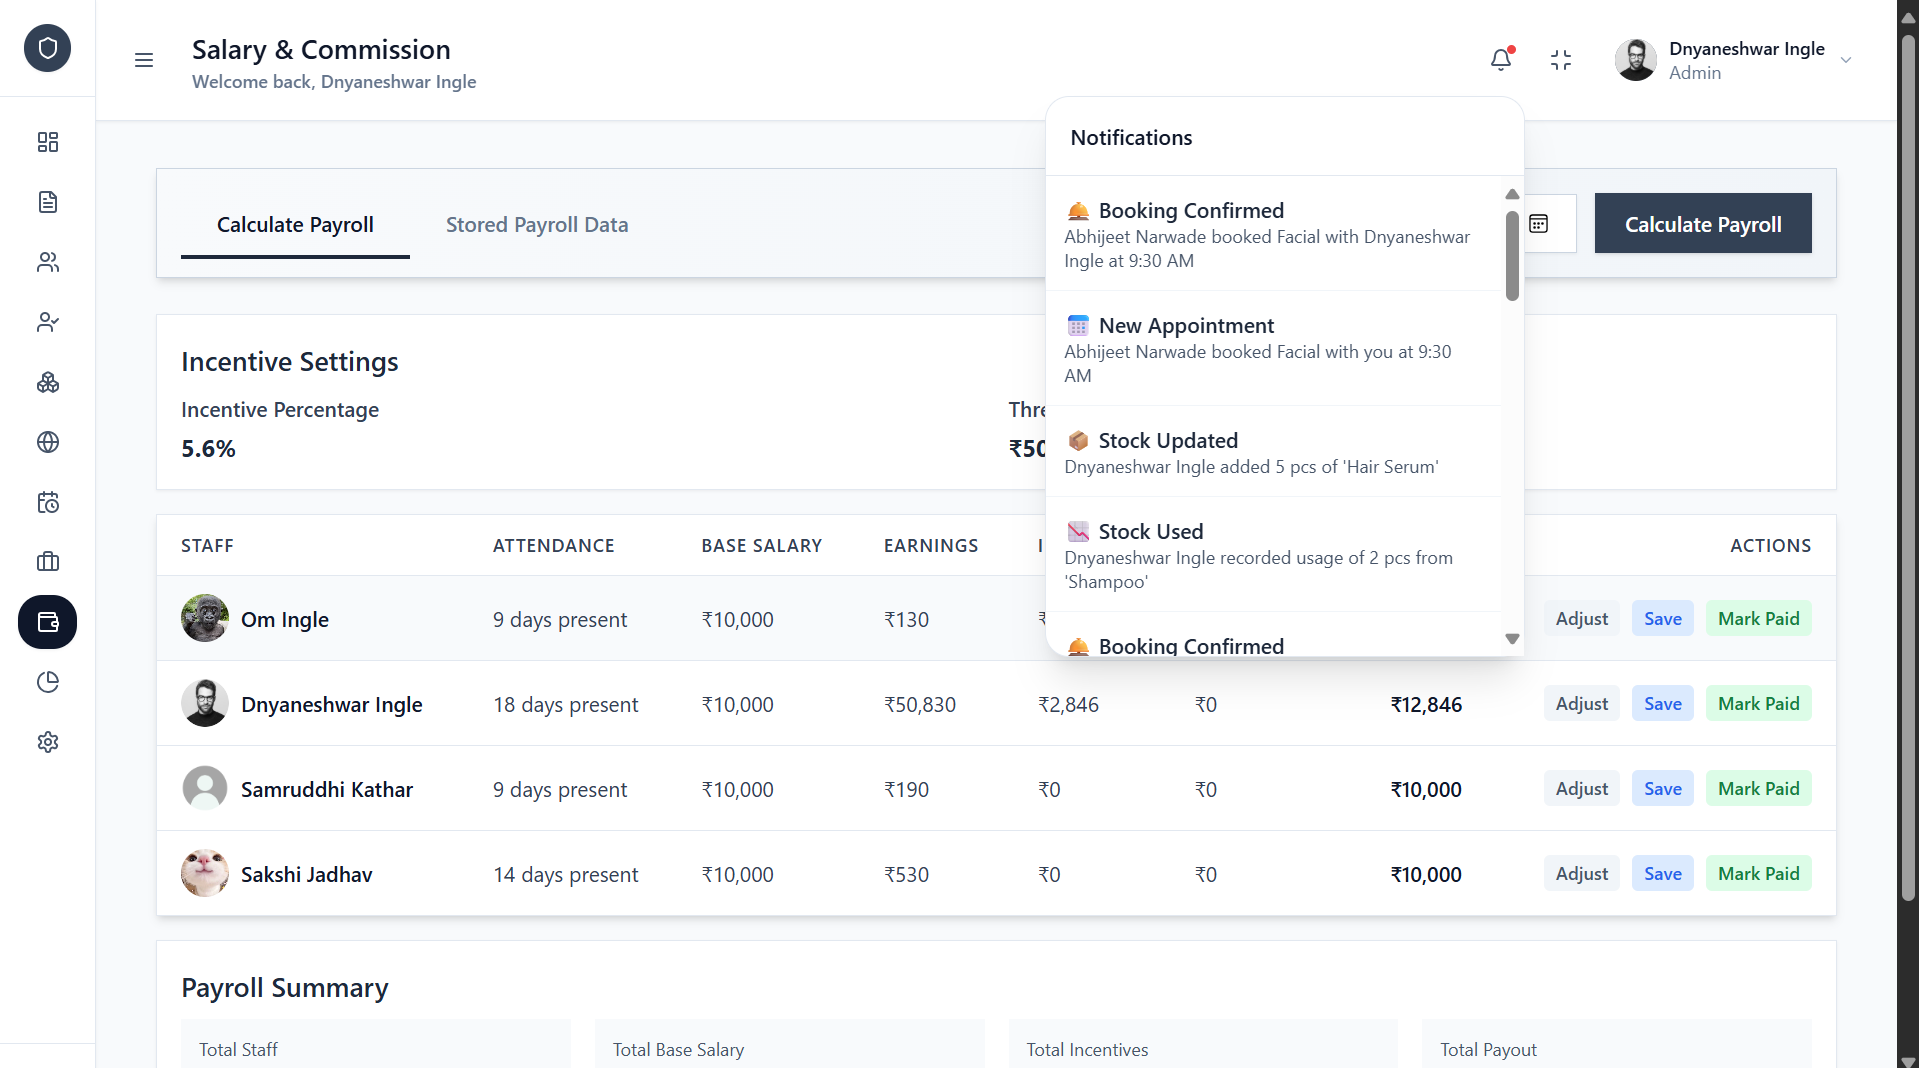 Salary & Commission
Welcome back, Dnyaneshwar Ingle
Dnyaneshwar Ingle
Admin
Notifications
Booking Confirmed
Abhijeet Narwade booked Facial with Dnyaneshwar
Ingle at 9:30 AM
New Appointment
Abhijeet Narwade booked Facial with you at 9:30
AM
Stock Updated
Dnyaneshwar Ingle added 5 pcs of 'Hair Serum'
Stock Used
Dnyaneshwar Ingle recorded usage of 2 pcs from
'Shampoo'
Booking Confirmed
Calculate Payroll
Stored Payroll Data
Calculate Payroll
Incentive Settings
Incentive Percentage
5.6%
STAFF ATTENDANCE BASE SALARY EARNINGS ACTIONS
Om Ingle 9 days present ₹10,000 ₹130 Adjust Save Mark Paid
Dnyaneshwar Ingle 18 days present ₹10,000 ₹50,830 ₹2,846 ₹0 ₹12,846 Adjust Save Mark Paid
Samruddhi Kathar 9 days present ₹10,000 ₹190 ₹0 ₹0 ₹10,000 Adjust Save Mark Paid
Sakshi Jadhav 14 days present ₹10,000 ₹530 ₹0 ₹0 ₹10,000 Adjust Save Mark Paid
Payroll Summary
Total Staff
Total Base Salary
Total Incentives
Total Payout